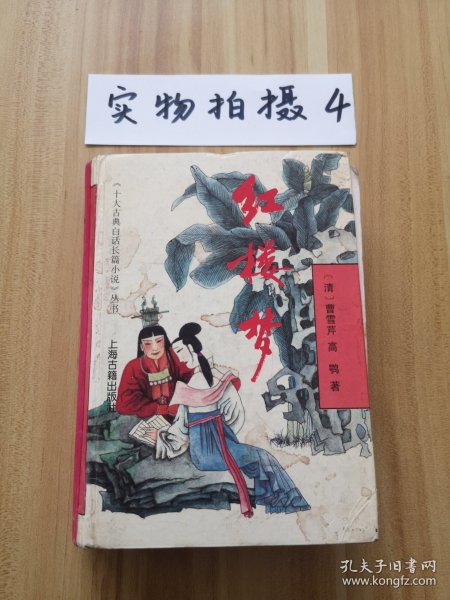 实物拍摄4
《十大古典白话长篇小说》丛书
上海古籍出版社
红楼梦
〔清〕曹雪芹 高鹗 著
孔夫子旧书网
www.kongfz.com